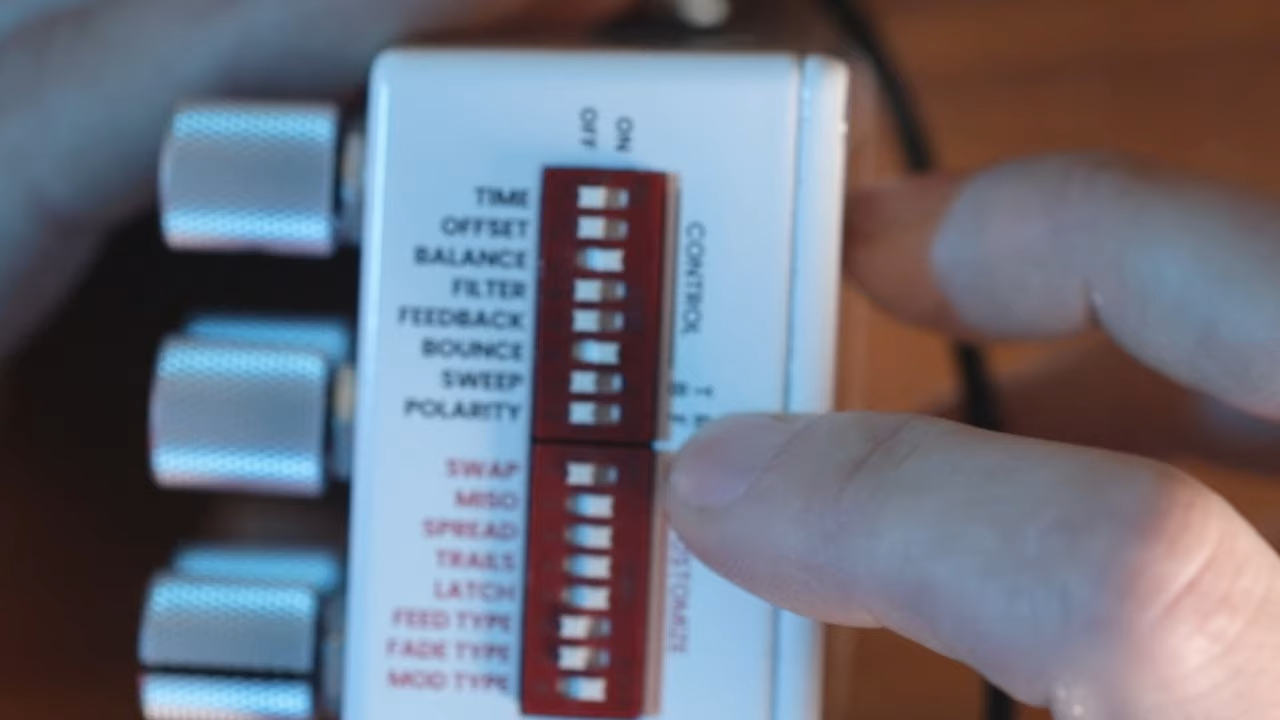 OFF
ON
TIME
OFFSET
BALANCE
FILTER
FEEDBACK
BOUNCE
SWEEP
POLARITY
CONTROL
SWAP
MISO
SPREAD
TRAILS
LATCH
FEED TYPE
FADE TYPE
MOD TYPE